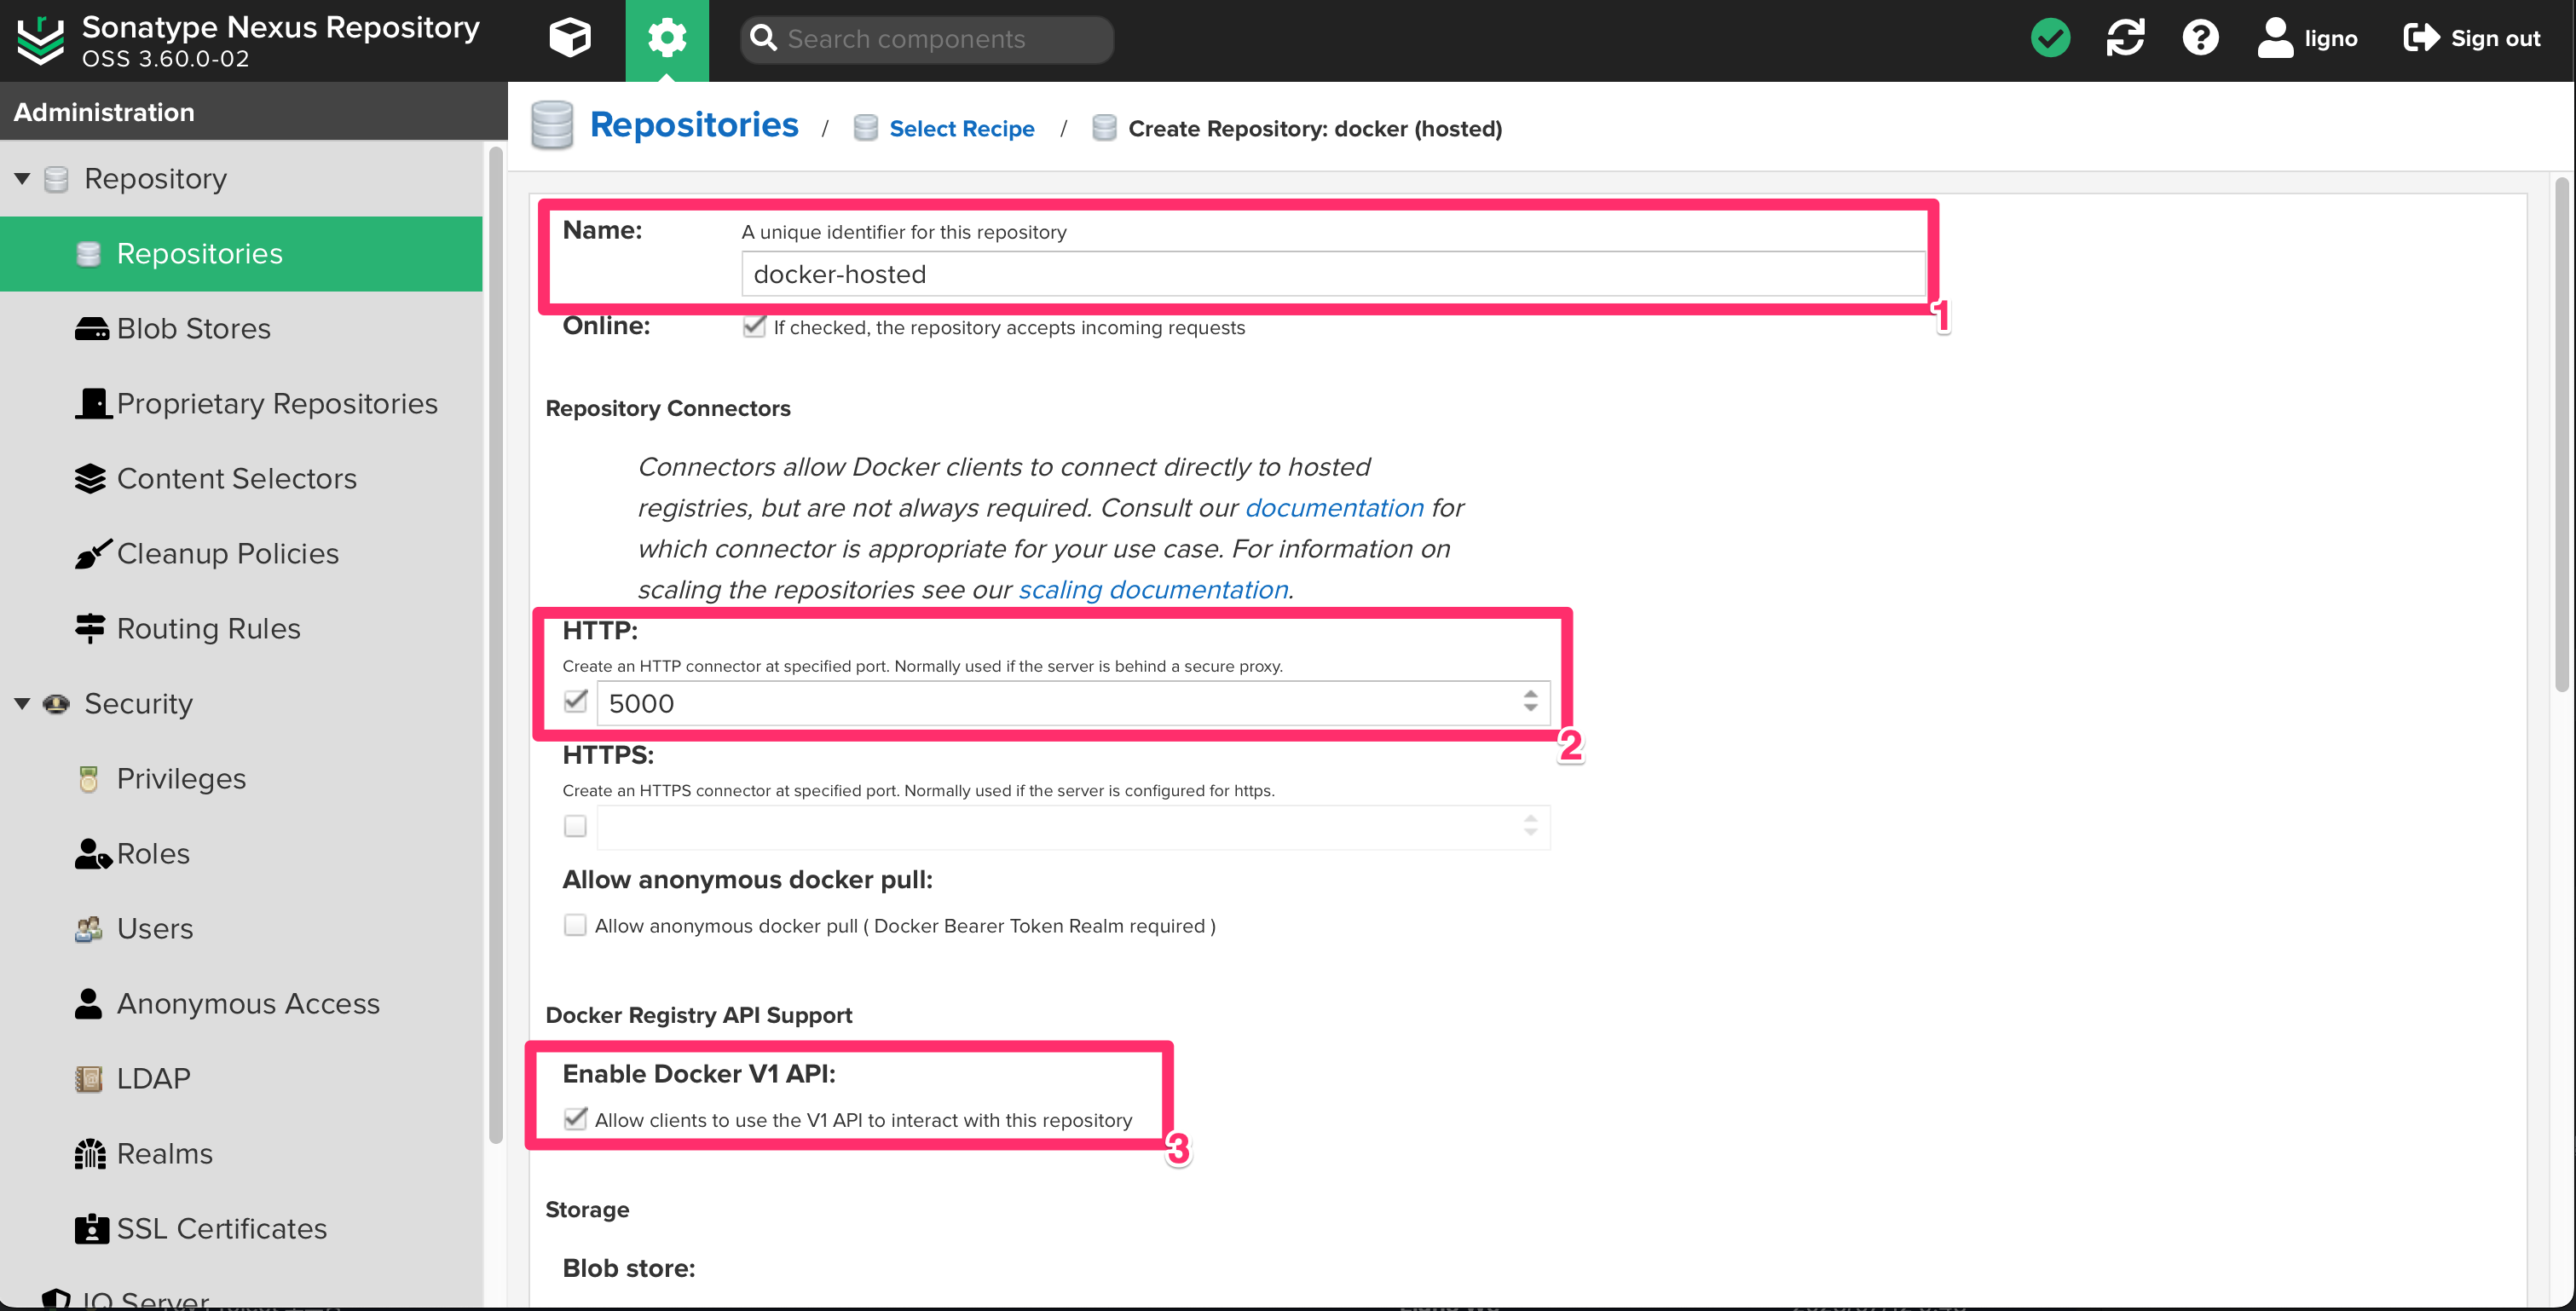 Sonatype Nexus Repository
OSS 3.60.0-02
Search components
ligno
Sign out
Administration
Repository
Repositories
Blob Stores
Proprietary Repositories
Content Selectors
Cleanup Policies
Routing Rules
Security
Privileges
Roles
Users
Anonymous Access
LDAP
Realms
SSL Certificates
IQ Server
Repositories / Select Recipe / Create Repository: docker (hosted)
Name: A unique identifier for this repository
docker-hosted
1
Online: If checked, the repository accepts incoming requests
Repository Connectors
Connectors allow Docker clients to connect directly to hosted
registries, but are not always required. Consult our documentation for
which connector is appropriate for your use case. For information on
scaling the repositories see our scaling documentation.
HTTP:
Create an HTTP connector at specified port. Normally used if the server is behind a secure proxy.
5000
2
HTTPS:
Create an HTTPS connector at specified port. Normally used if the server is configured for https.
Allow anonymous docker pull:
Allow anonymous docker pull ( Docker Bearer Token Realm required )
Docker Registry API Support
Enable Docker V1 API:
Allow clients to use the V1 API to interact with this repository
3
Storage
Blob store: